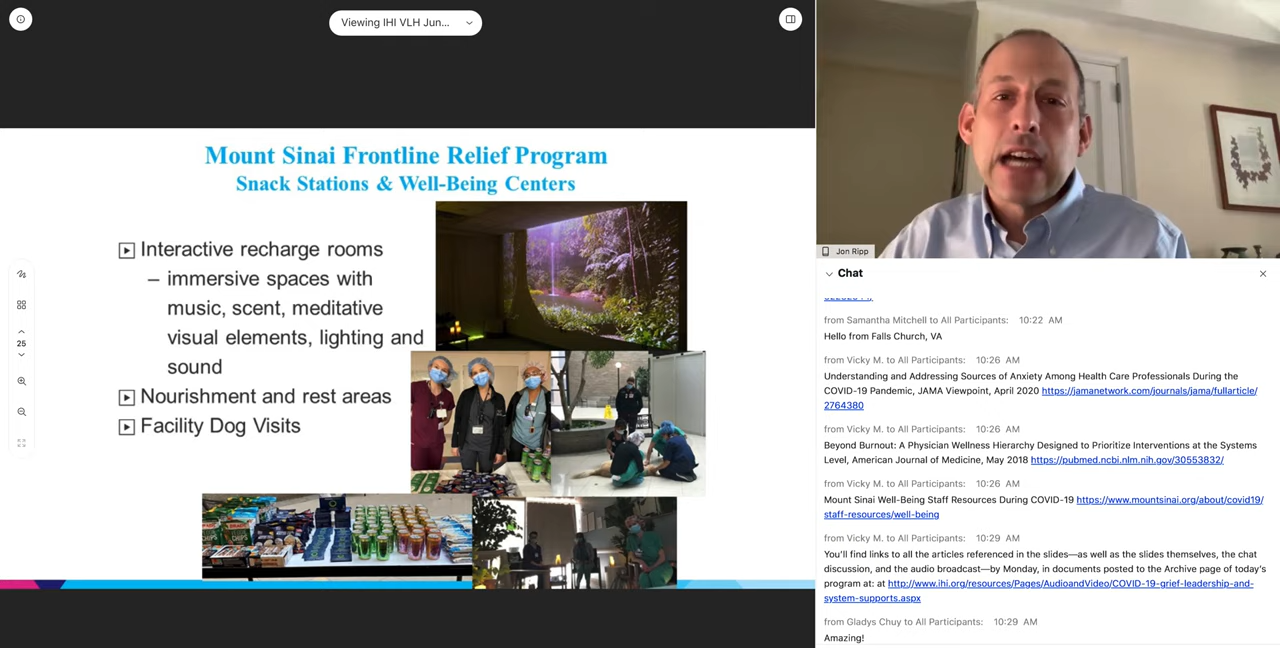 Viewing IHI VLH Jun...
Mount Sinai Frontline Relief Program
Snack Stations & Well-Being Centers
Interactive recharge rooms
– immersive spaces with
music, scent, meditative
visual elements, lighting and
sound
Nourishment and rest areas
Facility Dog Visits
25
Jon Ripp
Chat
from Samantha Mitchell to All Participants: 10:22 AM
Hello from Falls Church, VA
from Vicky M. to All Participants: 10:26 AM
Understanding and Addressing Sources of Anxiety Among Health Care Professionals During the
COVID-19 Pandemic, JAMA Viewpoint, April 2020 https://jamanetwork.com/journals/jama/fullarticle/
2764380
from Vicky M. to All Participants: 10:26 AM
Beyond Burnout: A Physician Wellness Hierarchy Designed to Prioritize Interventions at the Systems
Level, American Journal of Medicine, May 2018 https://pubmed.ncbi.nlm.nih.gov/30553832/
from Vicky M. to All Participants: 10:26 AM
Mount Sinai Well-Being Staff Resources During COVID-19 https://www.mountsinai.org/about/covid19/
staff-resources/well-being
from Vicky M. to All Participants: 10:29 AM
You'll find links to all the articles referenced in the slides—as well as the slides themselves, the chat
discussion, and the audio broadcast—by Monday, in documents posted to the Archive page of today's
program at: at http://www.ihi.org/resources/Pages/AudioandVideo/COVID-19-grief-leadership-and-
system-supports.aspx
from Gladys Chuy to All Participants: 10:29 AM
Amazing!